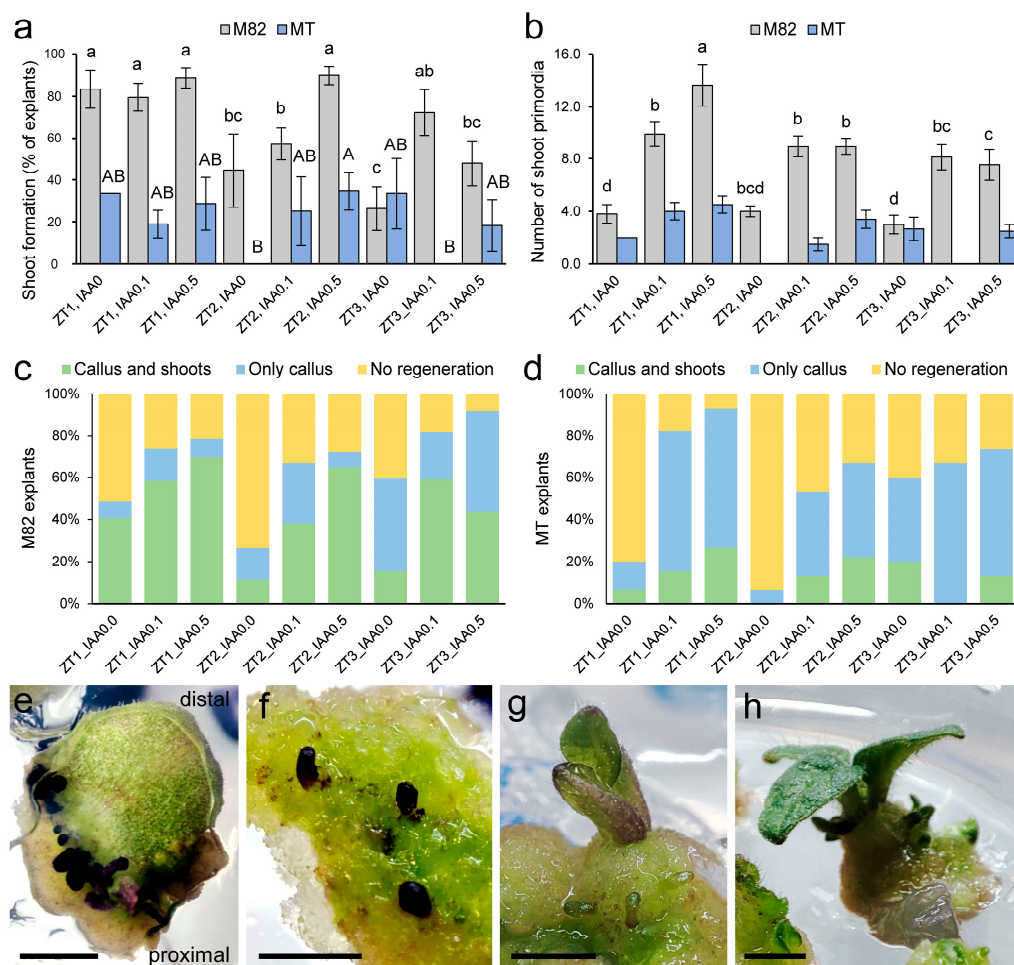 a
M82 MT
Shoot formation (% of explants)
100
80
60
40
20
0
a
a
a
bc
b
a
c
ab
bc
AB
AB
AB
B
AB
A
AB
B
AB
ZT1, IAA0
ZT1, IAA0.1
ZT1, IAA0.5
ZT2, IAA0
ZT2, IAA0.1
ZT2, IAA0.5
ZT3, IAA0
ZT3_IAA0.1
ZT3, IAA0.5
b
M82 MT
Number of shoot primordia
16.0
12.0
8.0
4.0
0.0
d
b
a
bcd
b
b
d
bc
c
ZT1, IAA0
ZT1, IAA0.1
ZT1, IAA0.5
ZT2, IAA0
ZT2, IAA0.1
ZT2, IAA0.5
ZT3, IAA0
ZT3_IAA0.1
ZT3, IAA0.5
c
Callus and shoots Only callus No regeneration
M82 explants
100%
80%
60%
40%
20%
0%
ZT1_IAA0.0
ZT1_IAA0.1
ZT1_IAA0.5
ZT2_IAA0.0
ZT2_IAA0.1
ZT2_IAA0.5
ZT3_IAA0.0
ZT3_IAA0.1
ZT3_IAA0.5
d
Callus and shoots Only callus No regeneration
MT explants
100%
80%
60%
40%
20%
0%
ZT1_IAA0.0
ZT1_IAA0.1
ZT1_IAA0.5
ZT2_IAA0.0
ZT2_IAA0.1
ZT2_IAA0.5
ZT3_IAA0.0
ZT3_IAA0.1
ZT3_IAA0.5
e
distal
proximal
f
g
h